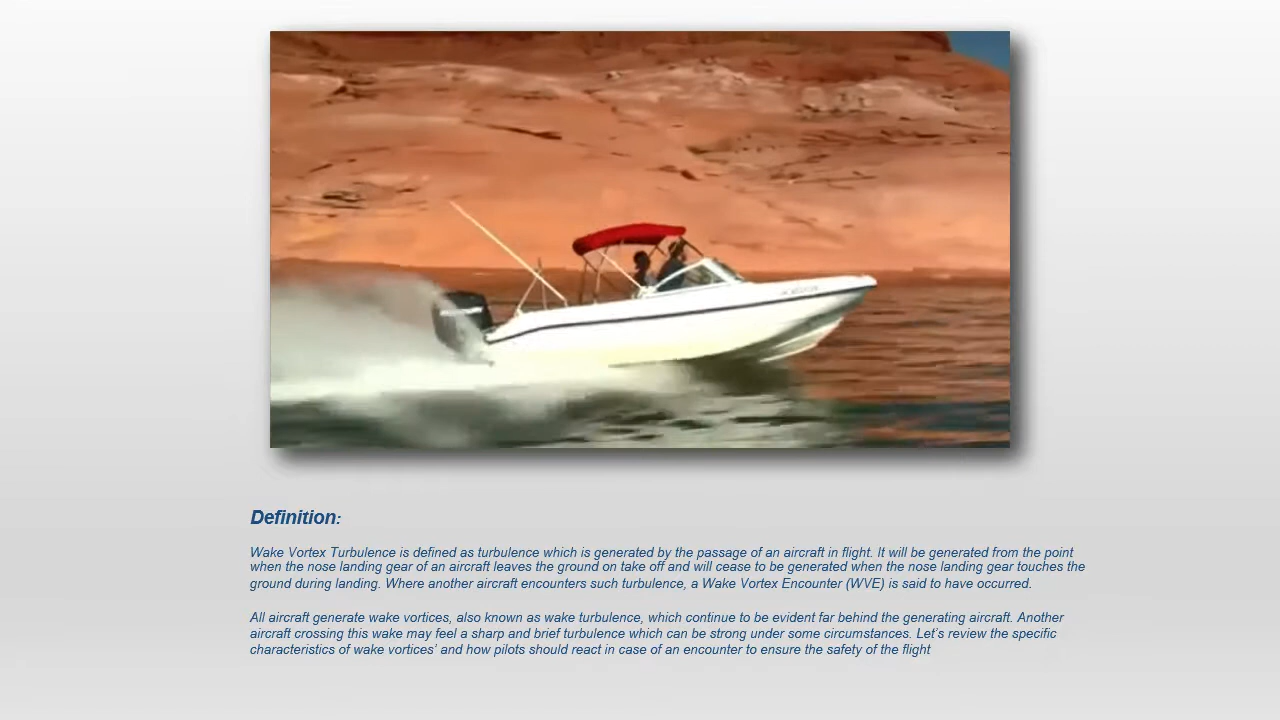 Definition:
Wake Vortex Turbulence is defined as turbulence which is generated by the passage of an aircraft in flight. It will be generated from the point
when the nose landing gear of an aircraft leaves the ground on take off and will cease to be generated when the nose landing gear touches the
ground during landing. Where another aircraft encounters such turbulence, a Wake Vortex Encounter (WVE) is said to have occurred.
All aircraft generate wake vortices, also known as wake turbulence, which continue to be evident far behind the generating aircraft. Another
aircraft crossing this wake may feel a sharp and brief turbulence which can be strong under some circumstances. Let's review the specific
characteristics of wake vortices' and how pilots should react in case of an encounter to ensure the safety of the flight